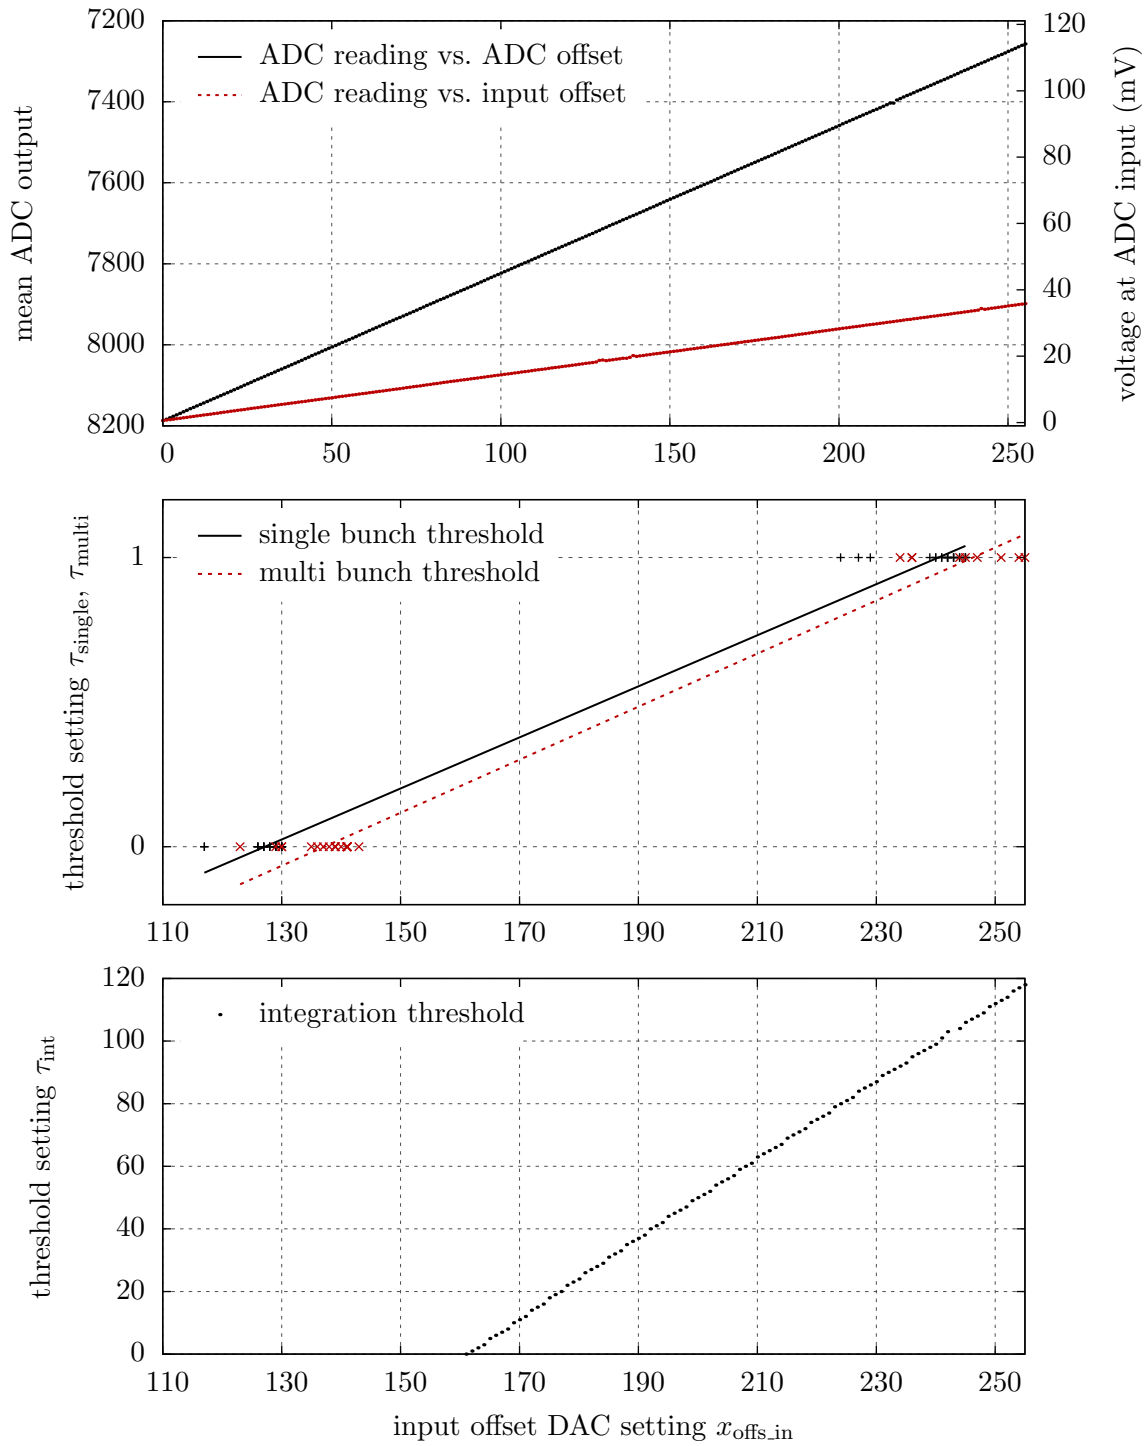 7200
7400
7600
7800
8000
8200
mean ADC output
ADC reading vs. ADC offset
ADC reading vs. input offset
120
100
80
60
40
20
0
voltage at ADC input (mV)
0 50 100 150 200 250
threshold setting τsingle, τmulti
1
0
single bunch threshold
multi bunch threshold
110 130 150 170 190 210 230 250
threshold setting τint
120
100
80
60
40
20
0
integration threshold
110 130 150 170 190 210 230 250
input offset DAC setting xoffs_in